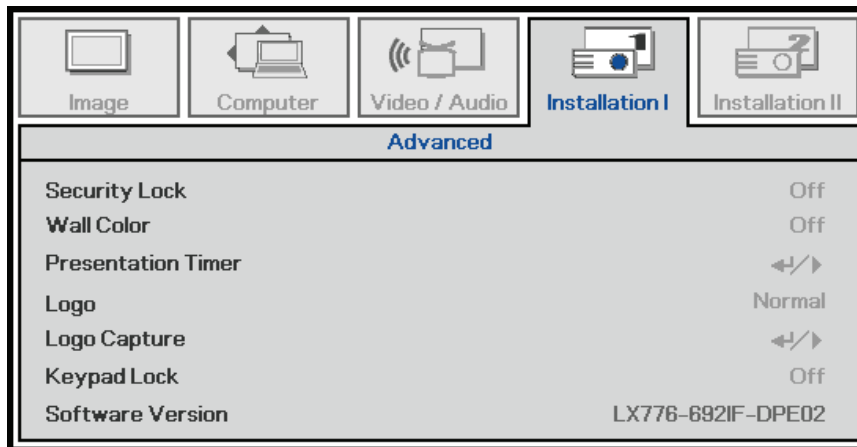 Image Computer Video / Audio Installation I Installation II
Advanced
Security Lock Off
Wall Color Off
Presentation Timer ↵/▶
Logo Normal
Logo Capture ↵/▶
Keypad Lock Off
Software Version LX776-692IF-DPE02